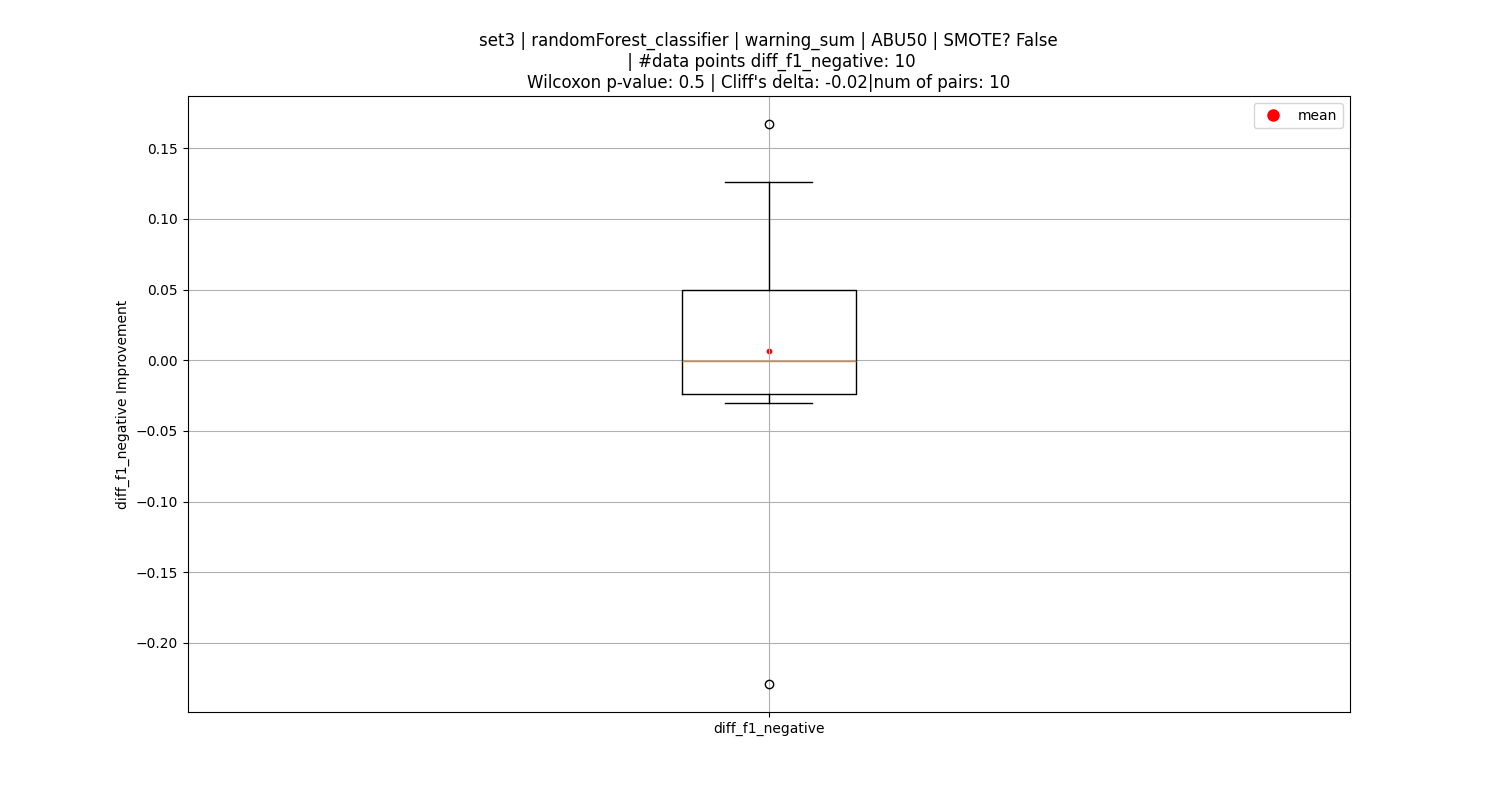 set3 | randomForest_classifier | warning_sum | ABU50 | SMOTE? False
| #data points diff_f1_negative: 10
Wilcoxon p-value: 0.5 | Cliff's delta: -0.02|num of pairs: 10
mean
0.15
0.10
0.05
0.00
−0.05
−0.10
−0.15
−0.20
diff_f1_negative Improvement
diff_f1_negative